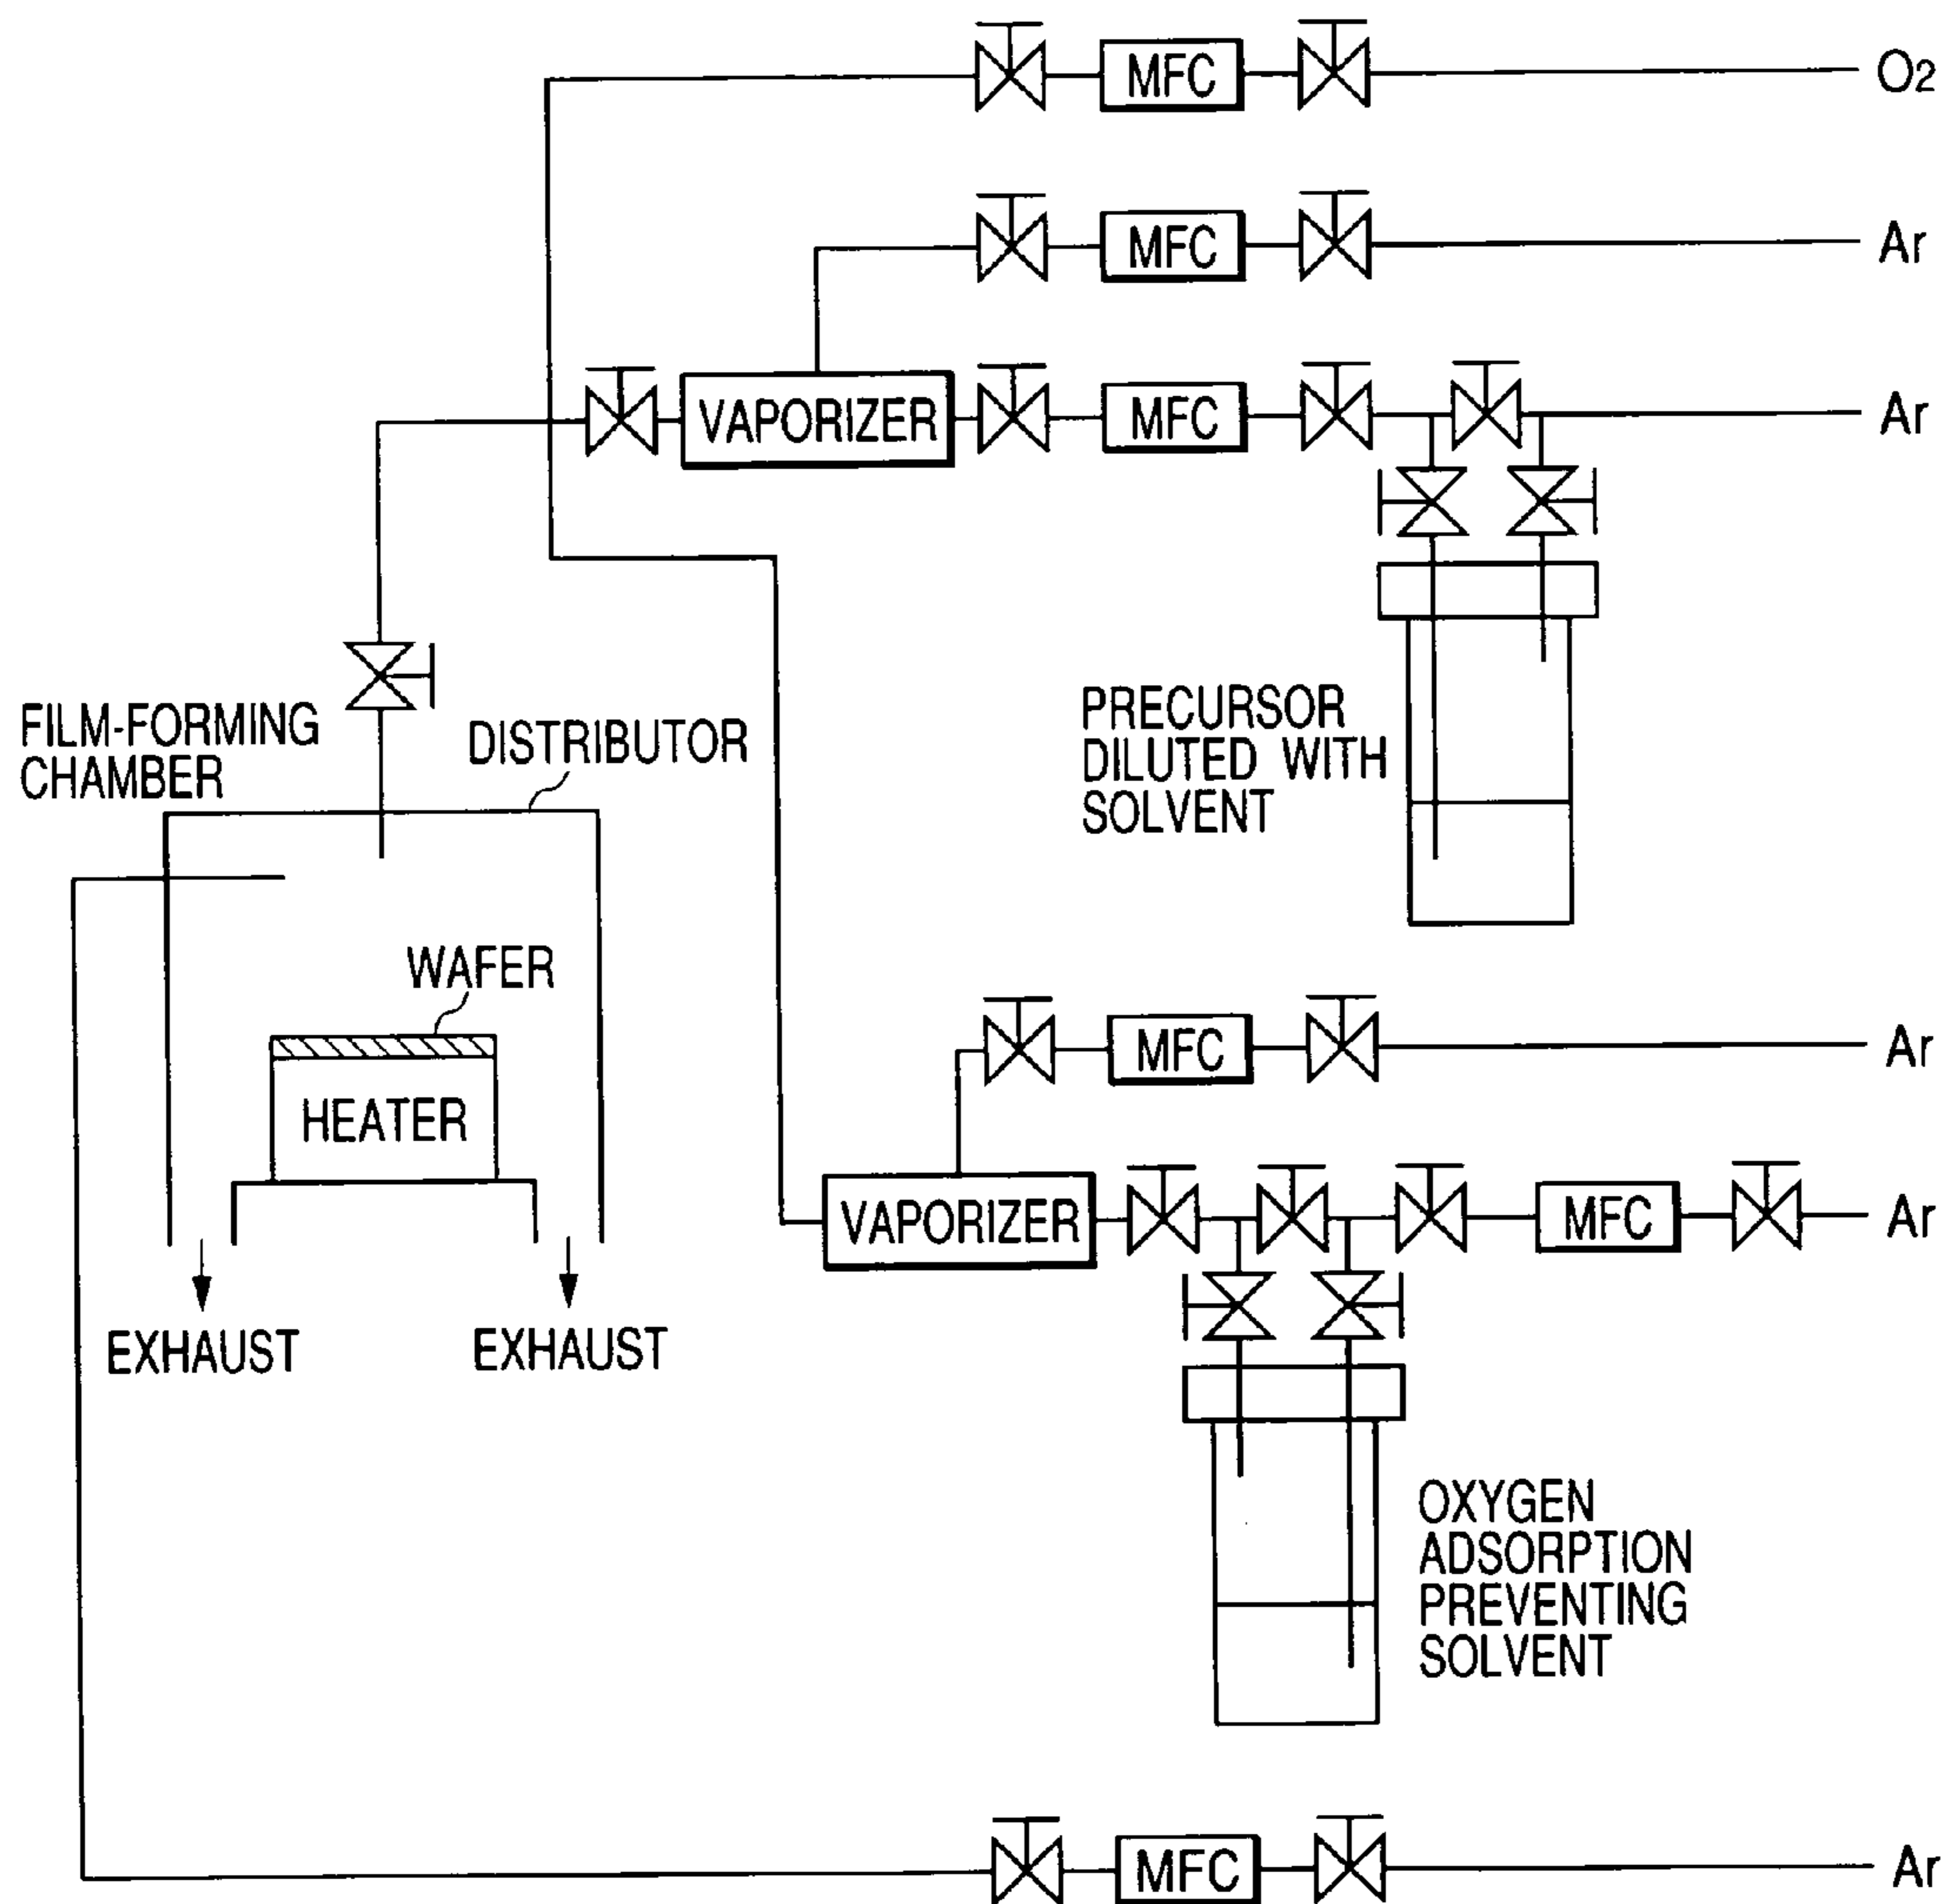 MFC
O2
MFC
Ar
VAPORIZER
MFC
Ar
FILM-FORMING
CHAMBER
DISTRIBUTOR
PRECURSOR
DILUTED WITH
SOLVENT
WAFER
HEATER
MFC
Ar
VAPORIZER
MFC
Ar
EXHAUST
EXHAUST
OXYGEN
ADSORPTION
PREVENTING
SOLVENT
MFC
Ar